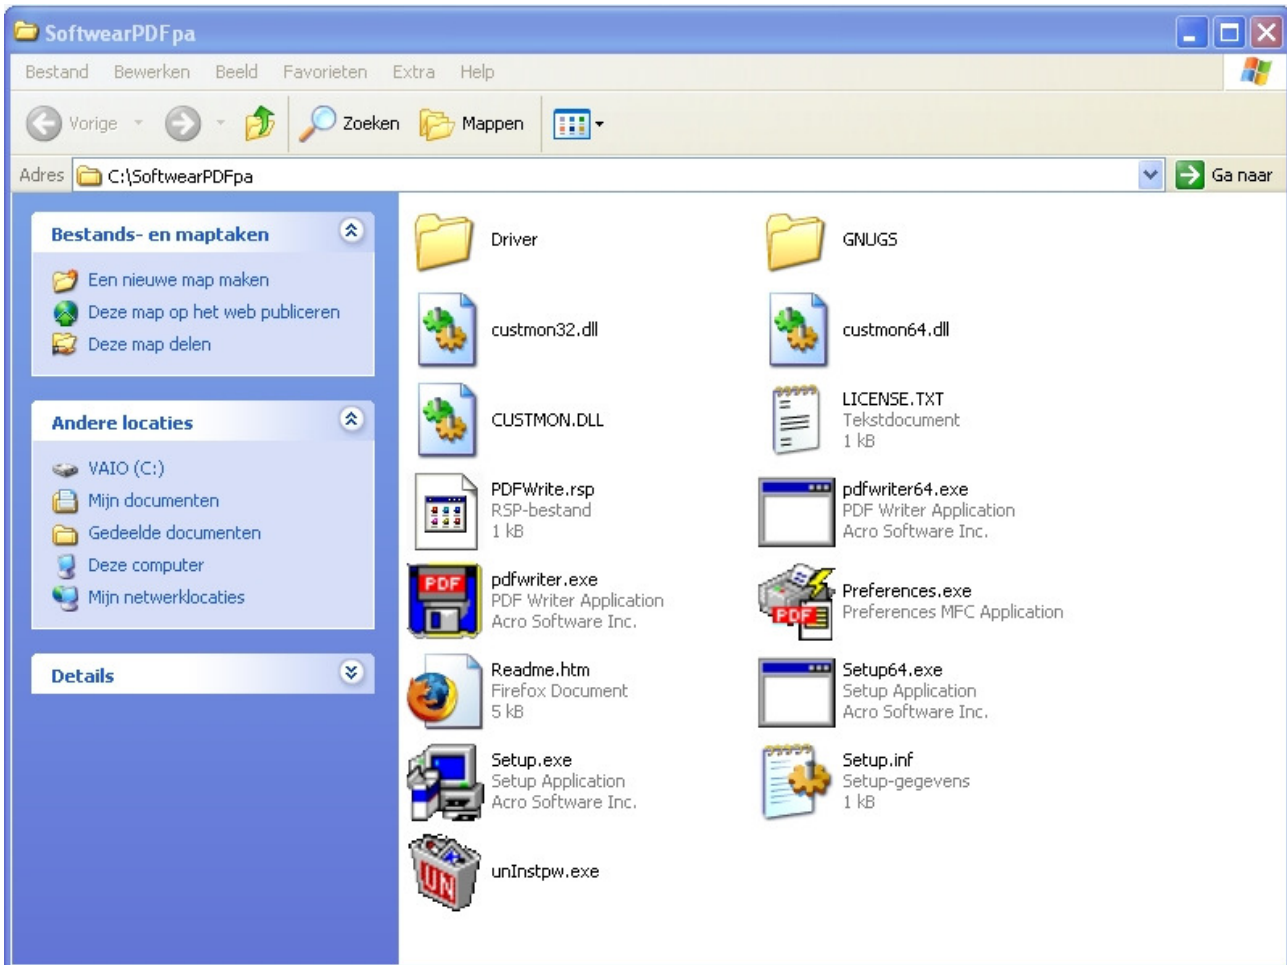 SoftwearPDFpa
Bestand Bewerken Beeld Favorieten Extra Help
Vorige Zoeken Mappen
Adres C:\SoftwearPDFpa Ga naar
Bestands- en maptaken
Een nieuwe map maken
Deze map op het web publiceren
Deze map delen
Andere locaties
VAIO (C:)
Mijn documenten
Gedeelde documenten
Deze computer
Mijn netwerklocaties
Details
Driver
GNUGS
custmon32.dll
custmon64.dll
CUSTMON.DLL
LICENSE.TXT
Tekstdocument
1 kB
PDFWrite.rsp
RSP-bestand
1 kB
pdfwriter64.exe
PDF Writer Application
Acro Software Inc.
PDF
pdfwriter.exe
PDF Writer Application
Acro Software Inc.
PDF
Preferences.exe
Preferences MFC Application
Readme.htm
Firefox Document
5 kB
Setup64.exe
Setup Application
Acro Software Inc.
Setup.exe
Setup Application
Acro Software Inc.
Setup.inf
Setup-gegevens
1 kB
UN
unInstpw.exe